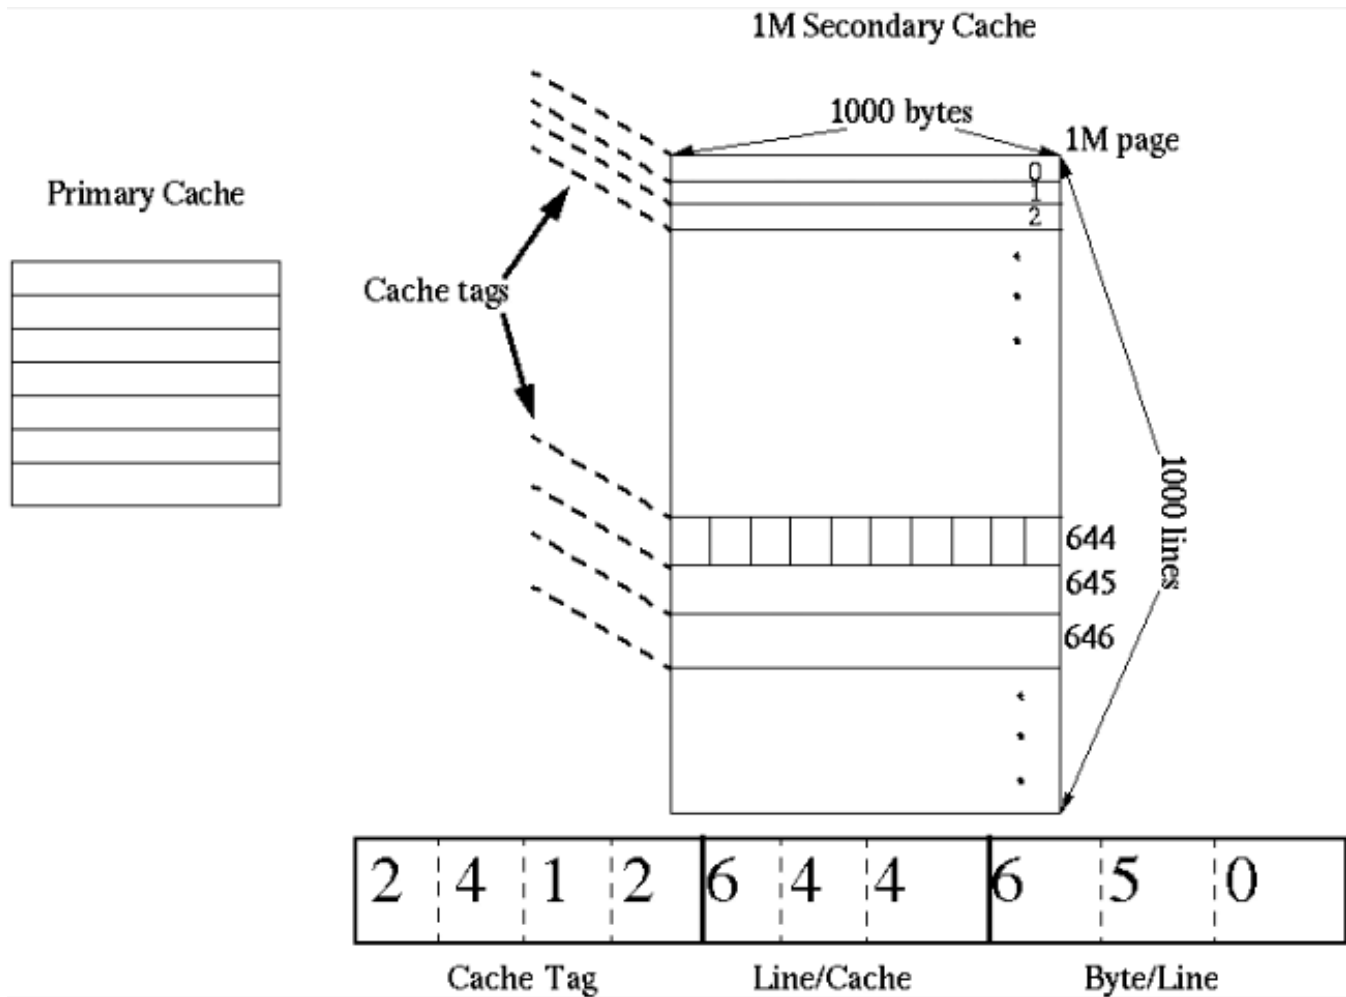 1M Secondary Cache
1000 bytes
1M page
0
1
2
Primary Cache
Cache tags
1000 lines
644
645
646
2 4 1 2 6 4 4 6 5 0
Cache Tag Line/Cache Byte/Line